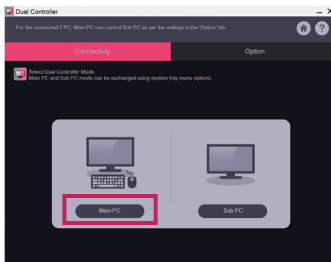 Dual Controller
For the connected 2 PC, Main PC can control Sub PC as per the settings in the 'Option' tab.
Connectivity
Option
Select Dual Controller Mode.
Main PC and Sub PC mode can be exchanged using system tray menu options.
Main PC
Sub PC